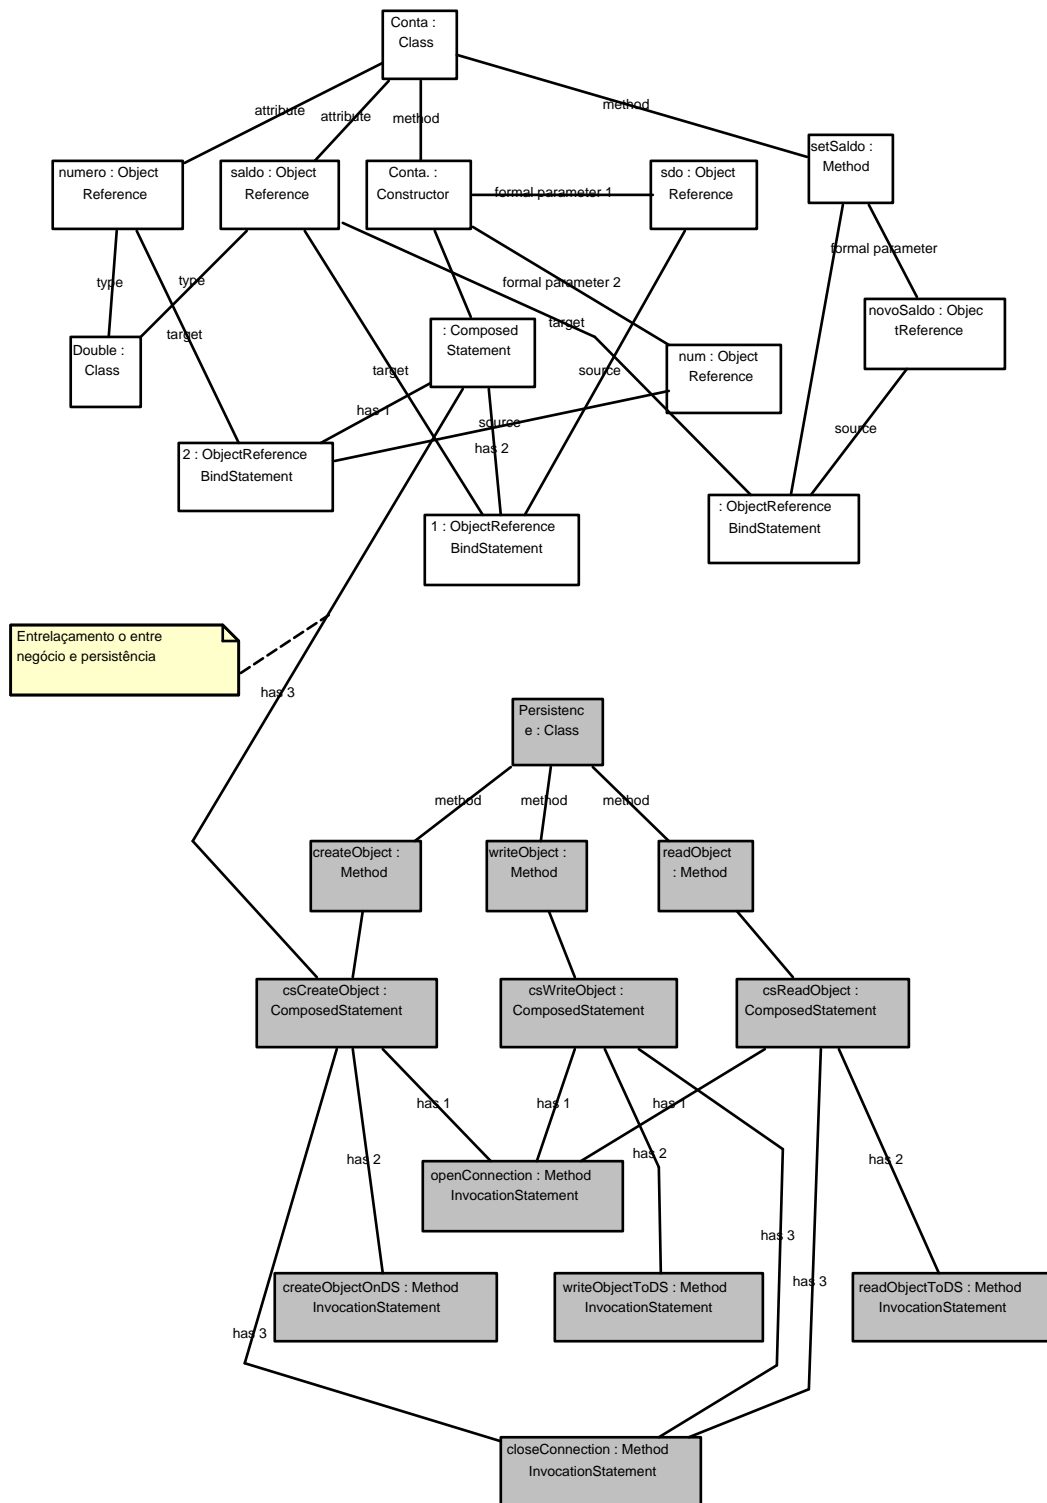 Conta :
Class
attribute
attribute
method
method
numero : Object
Reference
saldo : Object
Reference
Conta. :
Constructor
formal parameter 1
sdo : Object
Reference
setSaldo :
Method
type
type
target
formal parameter 2
target
formal parameter
Double :
Class
: Composed
Statement
num : Object
Reference
novoSaldo : Objec
tReference
target
source
has 1
source
has 2
source
2 : ObjectReference
BindStatement
1 : ObjectReference
BindStatement
: ObjectReference
BindStatement
Entrelaçamento o entre
negócio e persistência
has 3
Persistenc
e : Class
method
method
method
createObject :
Method
writeObject :
Method
readObject
: Method
csCreateObject :
ComposedStatement
csWriteObject :
ComposedStatement
csReadObject :
ComposedStatement
has 1
has 1
has 1
has 2
has 2
has 2
openConnection : Method
InvocationStatement
has 3
has 3
createObjectOnDS : Method
InvocationStatement
writeObjectToDS : Method
InvocationStatement
readObjectToDS : Method
InvocationStatement
has 3
closeConnection : Method
InvocationStatement